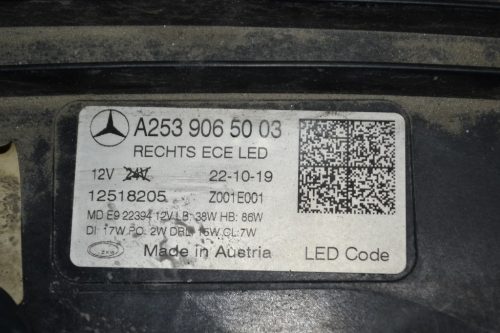 A253 906 50 03
RECHTS ECE LED
12V 24V 22-10-19
12518205 Z001E001
MD E9 22394 12V LB: 38W HB: 86W
DI: 17W PO: 2W DRL: 15W CL: 7W
ZKW Made in Austria LED Code